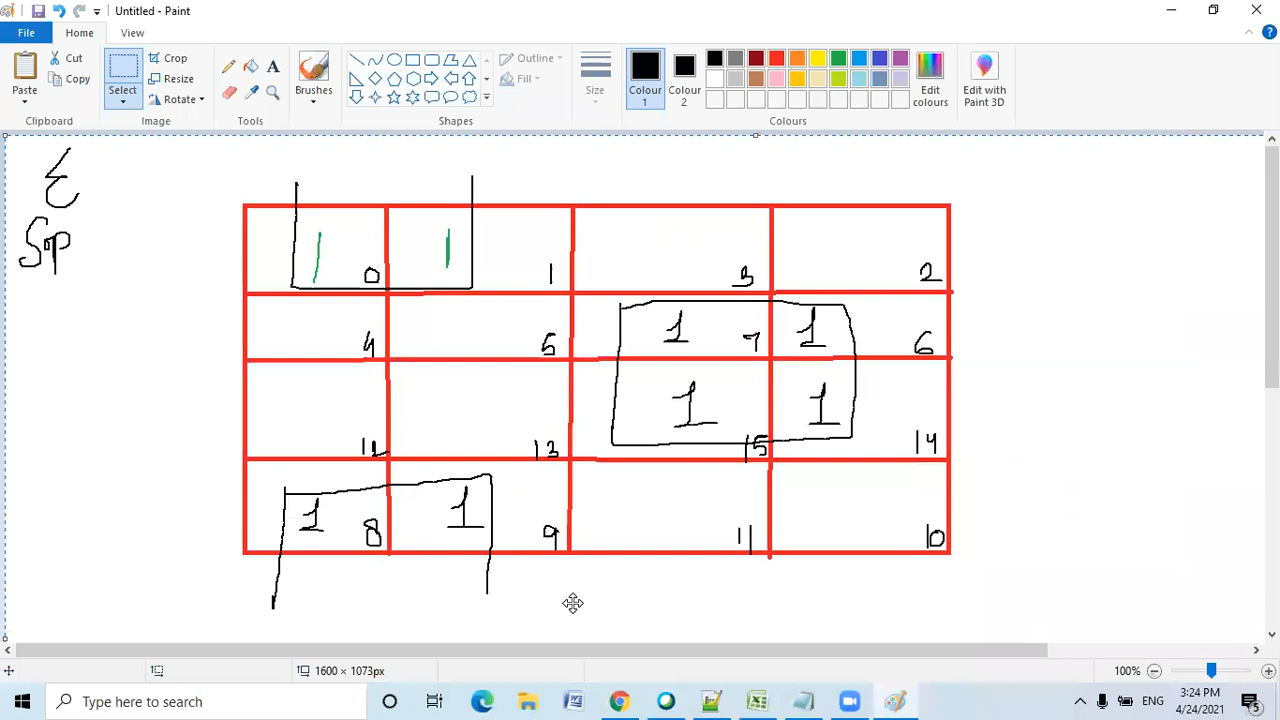 Untitled - Paint
File
Home
View
Paste
Cut
Copy
Clipboard
Select
Crop
Resize
Rotate
Image
A
Tools
Brushes
Shapes
Outline
Fill
Size
Colour 1
Colour 2
Edit colours
Edit with Paint 3D
Colours
Σ
Sp
1 0 1 1 3 2
4 5 1 7 1 6
12 13 1 15 1 14
1 8 1 9 11 10
1600 × 1073px
100%
Type here to search
ENG
3:24 PM
4/24/2021
5